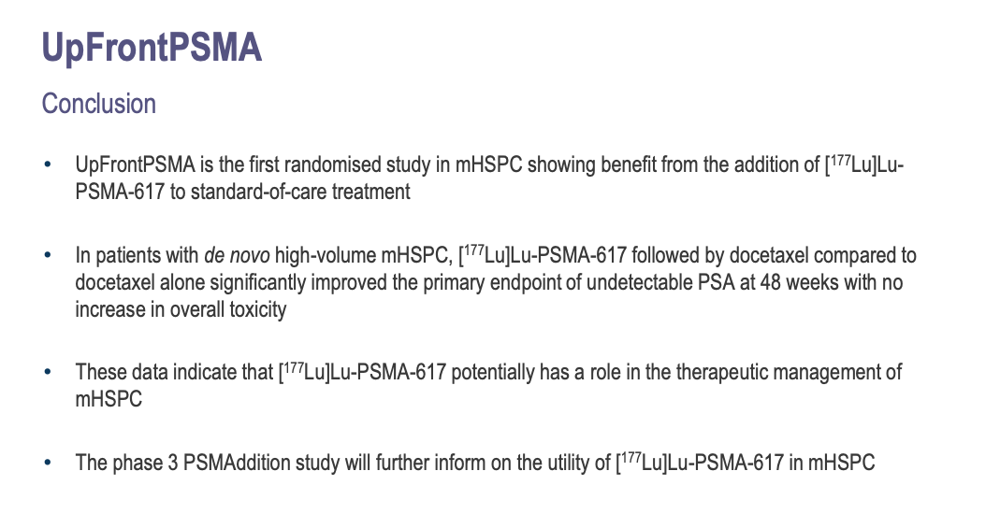 UpFrontPSMA
Conclusion
• UpFrontPSMA is the first randomised study in mHSPC showing benefit from the addition of [¹⁷⁷Lu]Lu-
PSMA-617 to standard-of-care treatment
• In patients with de novo high-volume mHSPC, [¹⁷⁷Lu]Lu-PSMA-617 followed by docetaxel compared to
docetaxel alone significantly improved the primary endpoint of undetectable PSA at 48 weeks with no
increase in overall toxicity
• These data indicate that [¹⁷⁷Lu]Lu-PSMA-617 potentially has a role in the therapeutic management of
mHSPC
• The phase 3 PSMAddition study will further inform on the utility of [¹⁷⁷Lu]Lu-PSMA-617 in mHSPC